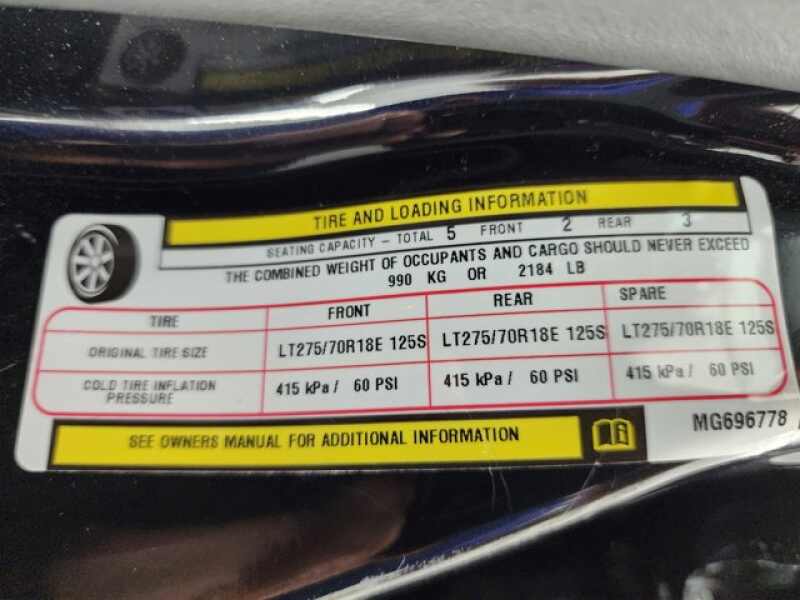 TIRE AND LOADING INFORMATION
SEATING CAPACITY – TOTAL 5 FRONT 2 REAR 3
THE COMBINED WEIGHT OF OCCUPANTS AND CARGO SHOULD NEVER EXCEED
990 KG OR 2184 LB
TIRE FRONT REAR SPARE
ORIGINAL TIRE SIZE LT275/70R18E 125S LT275/70R18E 125S LT275/70R18E 125S
COLD TIRE INFLATION PRESSURE 415 kPa / 60 PSI 415 kPa / 60 PSI 415 kPa / 60 PSI
SEE OWNERS MANUAL FOR ADDITIONAL INFORMATION
MG696778